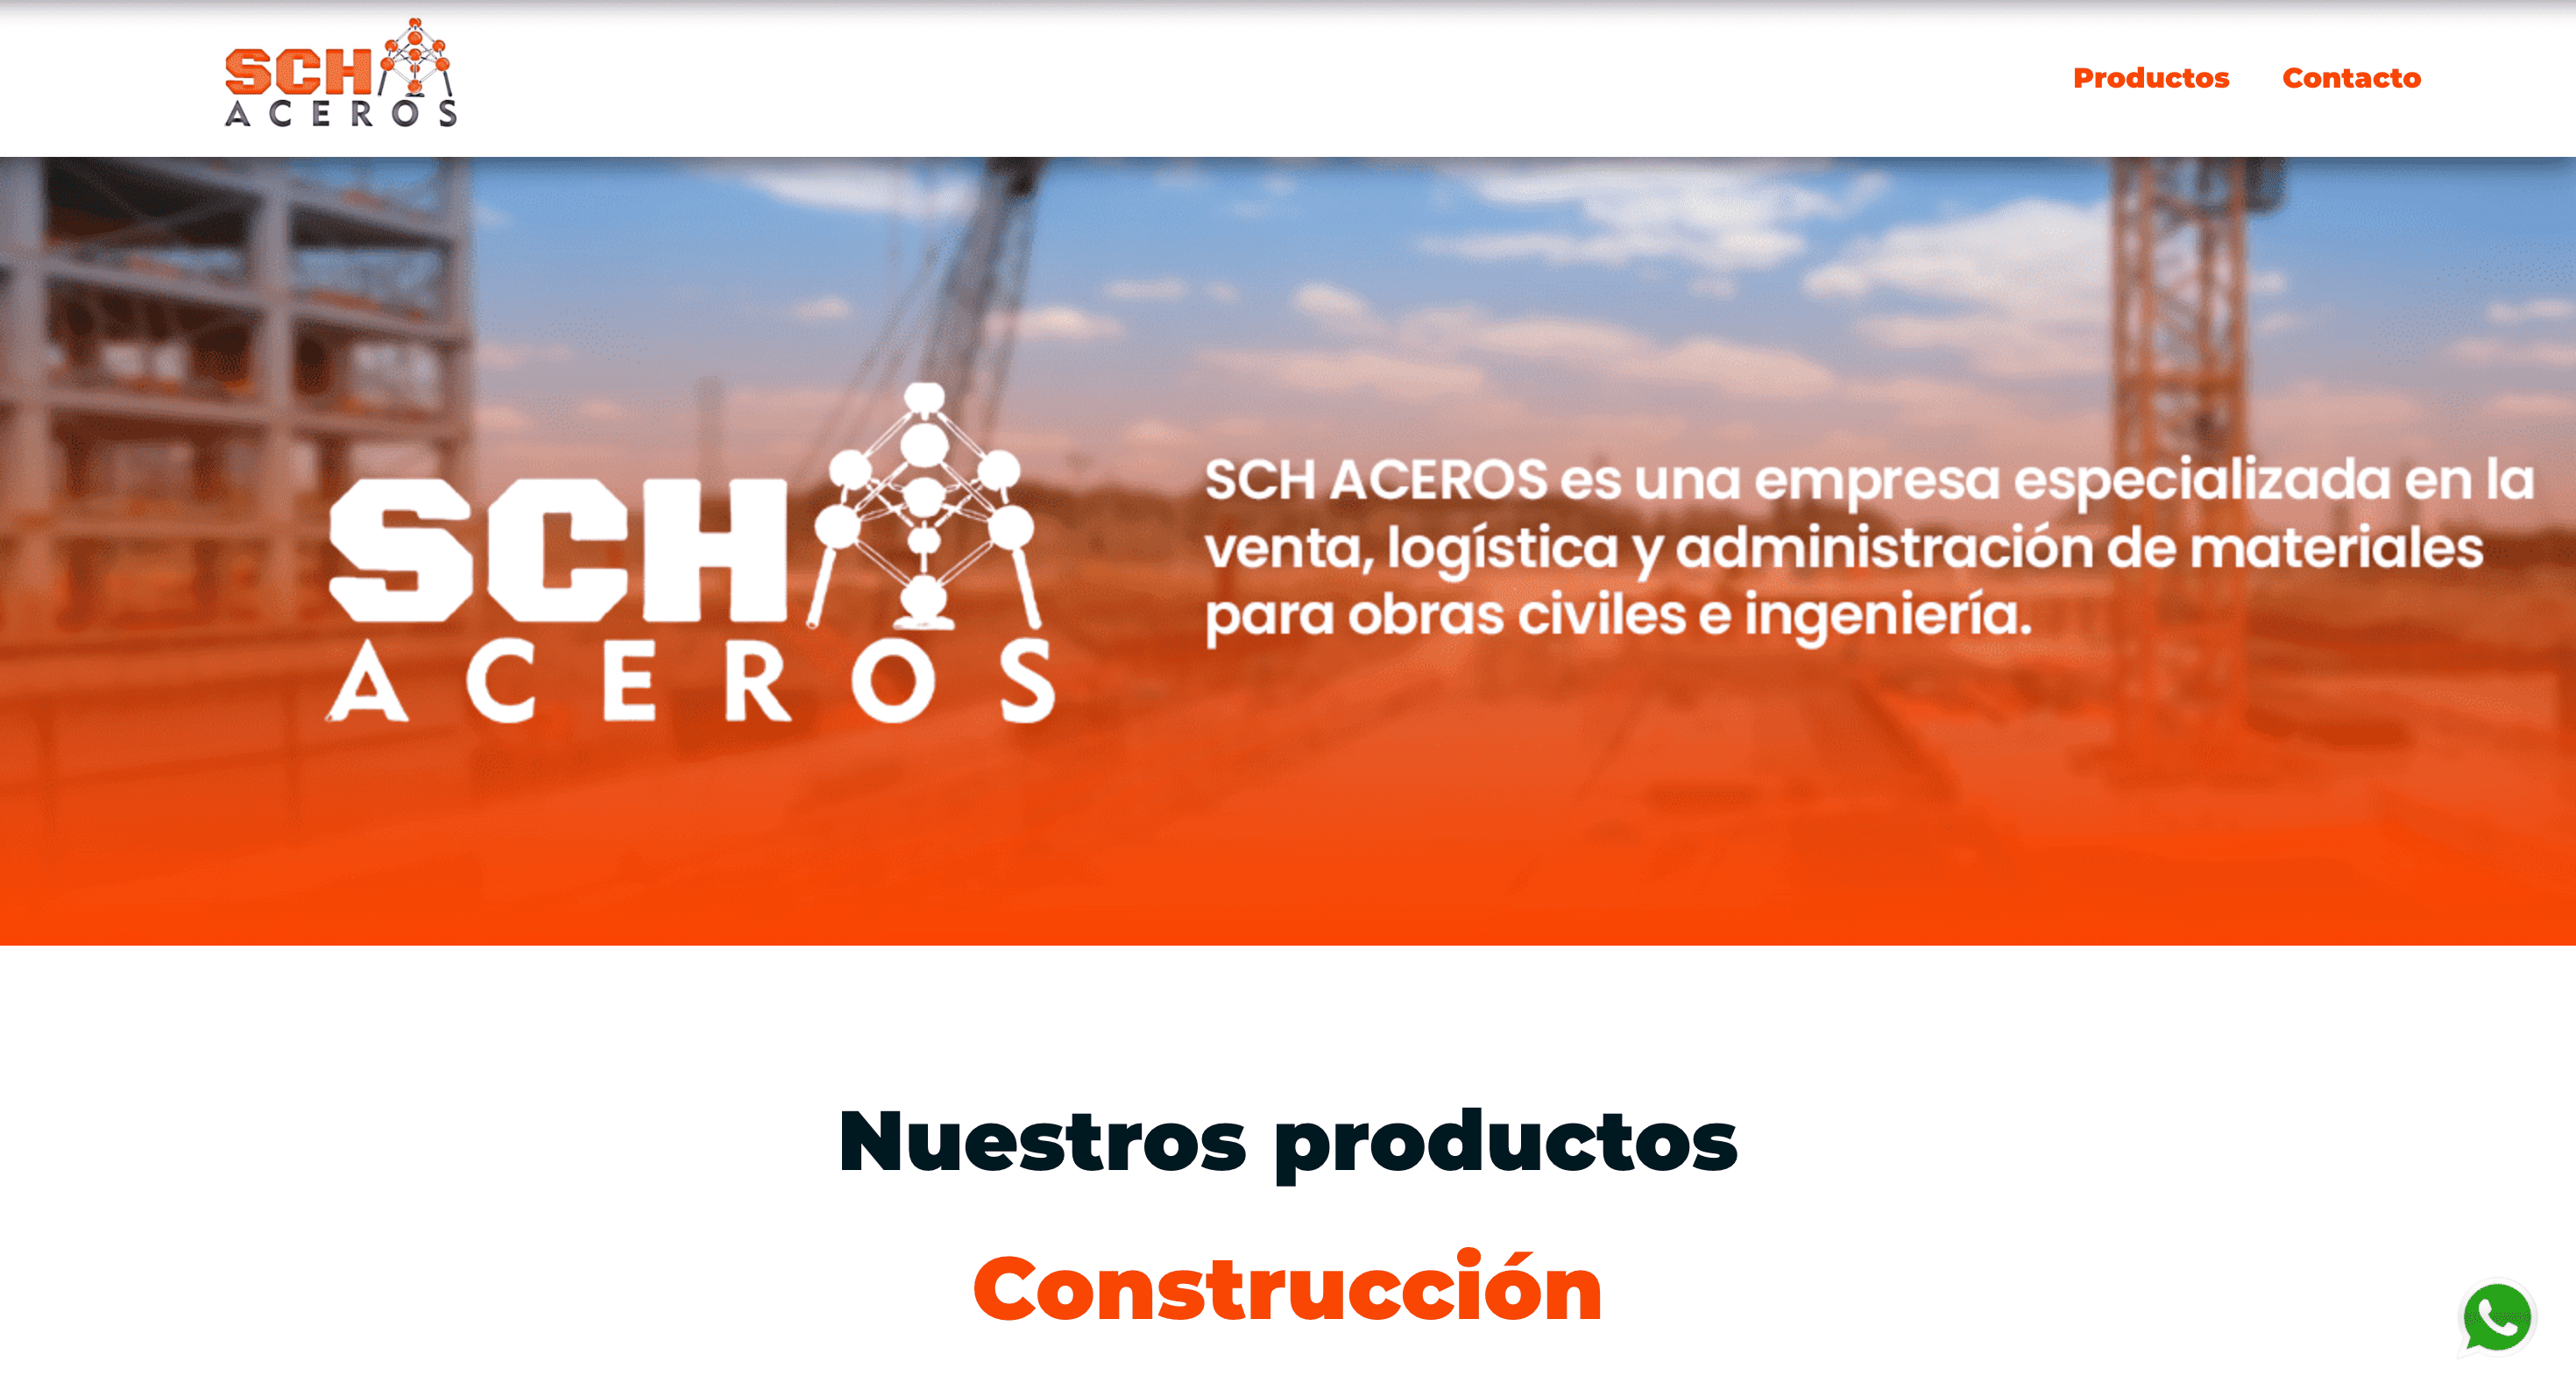 SCH
ACEROS
Productos Contacto
SCH
ACEROS
SCH ACEROS es una empresa especializada en la
venta, logística y administración de materiales
para obras civiles e ingeniería.
Nuestros productos
Construcción